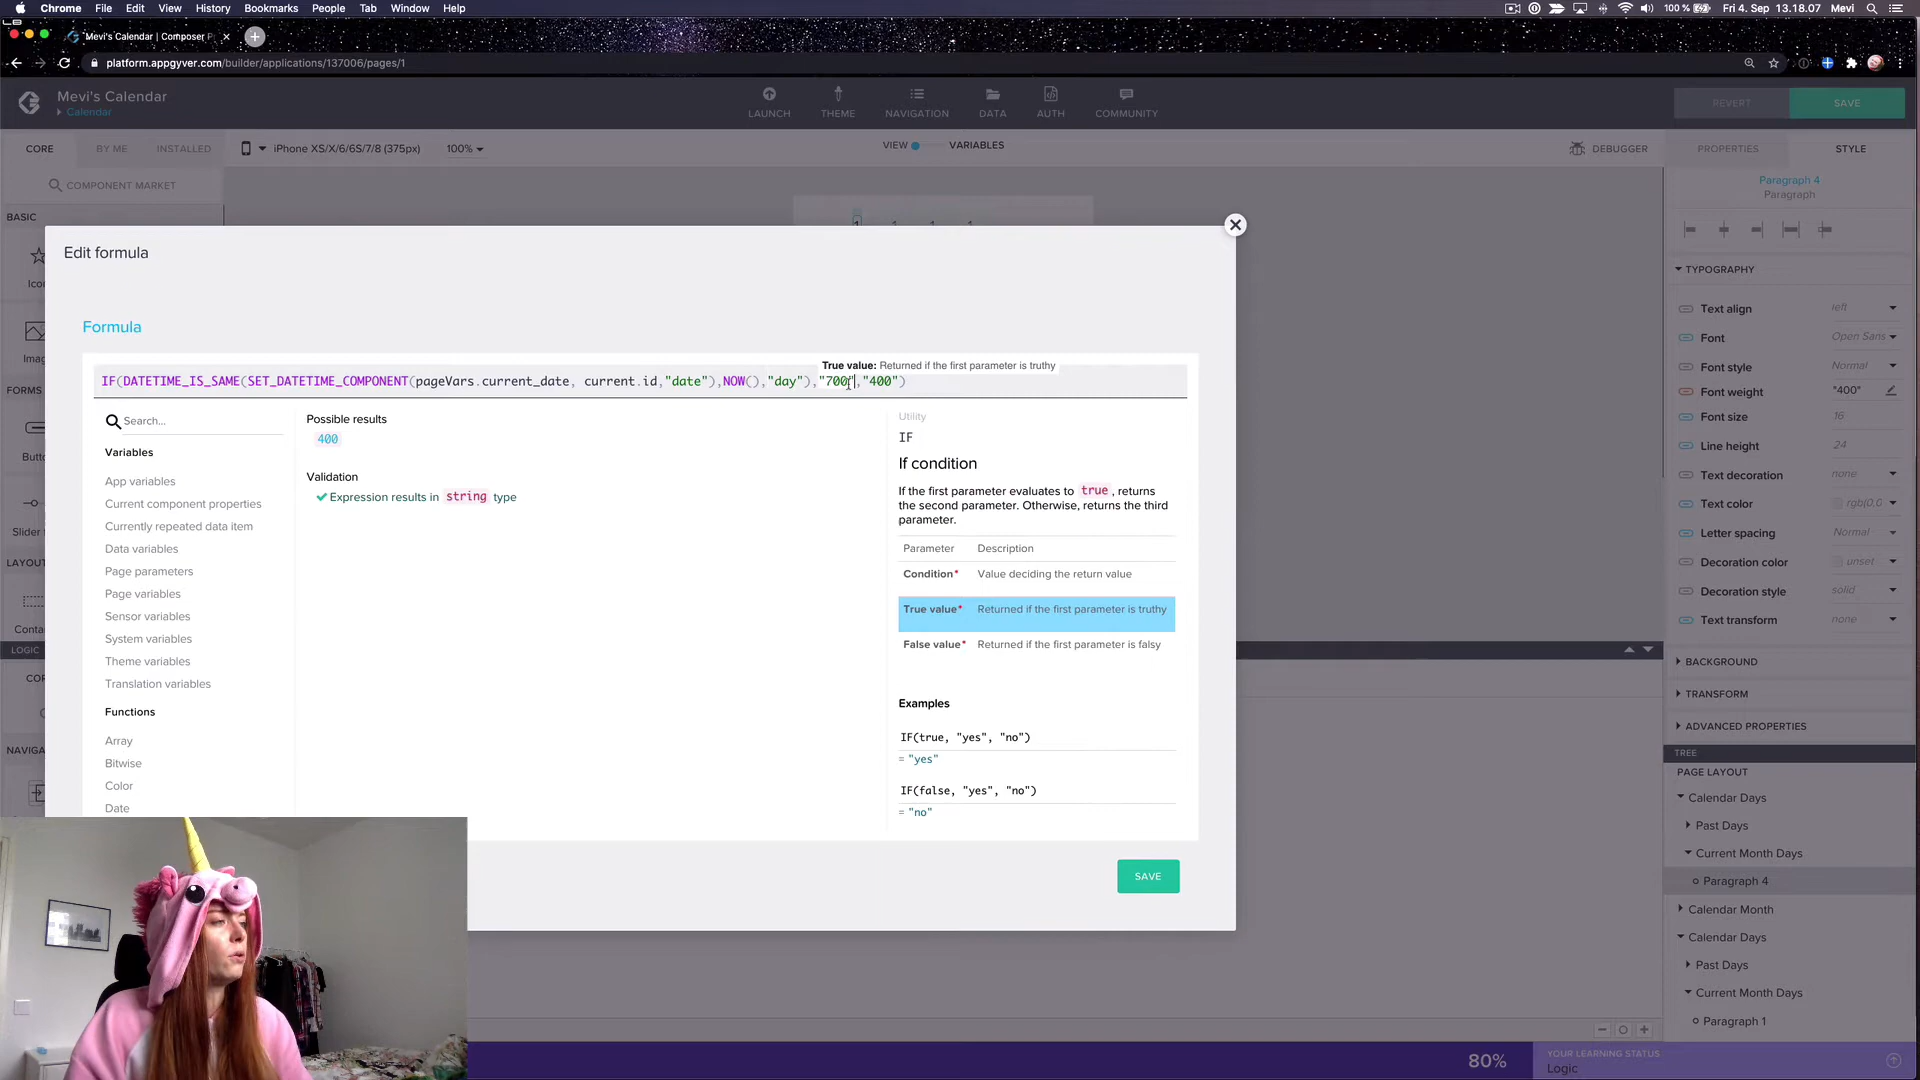 Chrome File Edit View History Bookmarks People Tab Window Help
100 % Fri 4. Sep 13.18.07 Mevi
Mevi's Calendar | Composer P
platform.appgyver.com/builder/applications/137006/pages/1
Mevi's Calendar
Calendar
LAUNCH THEME NAVIGATION DATA AUTH COMMUNITY
REVERT SAVE
CORE BY ME INSTALLED
iPhone XS/X/6/6S/7/8 (375px) 100%
VIEW VARIABLES
DEBUGGER
PROPERTIES STYLE
COMPONENT MARKET
Paragraph 4
Paragraph
BASIC
Edit formula
Formula
True value: Returned if the first parameter is truthy
IF(DATETIME_IS_SAME(SET_DATETIME_COMPONENT(pageVars.current_date, current.id,"date"),NOW(),"day"),"700","400")
Search...
Possible results
400
Validation
Expression results in string type
Variables
App variables
Current component properties
Currently repeated data item
Data variables
Page parameters
Page variables
Sensor variables
System variables
Theme variables
Translation variables
Functions
Array
Bitwise
Color
Date
Utility
IF
If condition
If the first parameter evaluates to true, returns
the second parameter. Otherwise, returns the third
parameter.
Parameter Description
Condition* Value deciding the return value
True value* Returned if the first parameter is truthy
False value* Returned if the first parameter is falsy
Examples
IF(true, "yes", "no")
= "yes"
IF(false, "yes", "no")
= "no"
SAVE
Icon
Imag
FORMS
Butt
Slider
LAYOU
Conta
LOGIC
COR
NAVIGA
TYPOGRAPHY
Text align left
Font Open Sans
Font style Normal
Font weight "400"
Font size 16
Line height 24
Text decoration none
Text color rgb(0,0
Letter spacing Normal
Decoration color unset
Decoration style solid
Text transform none
BACKGROUND
TRANSFORM
ADVANCED PROPERTIES
TREE
PAGE LAYOUT
Calendar Days
Past Days
Current Month Days
Paragraph 4
Calendar Month
Calendar Days
Past Days
Current Month Days
Paragraph 1
80%
YOUR LEARNING STATUS
Logic